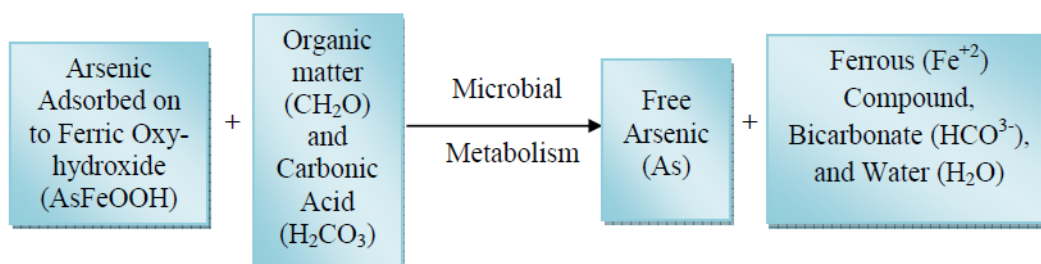 Arsenic
Adsorbed on
to Ferric Oxy-
hydroxide
(AsFeOOH)
+
Organic
matter
(CH₂O)
and
Carbonic
Acid
(H₂CO₃)
Microbial
Metabolism
Free
Arsenic
(As)
+
Ferrous (Fe⁺²)
Compound,
Bicarbonate (HCO³⁻),
and Water (H₂O)